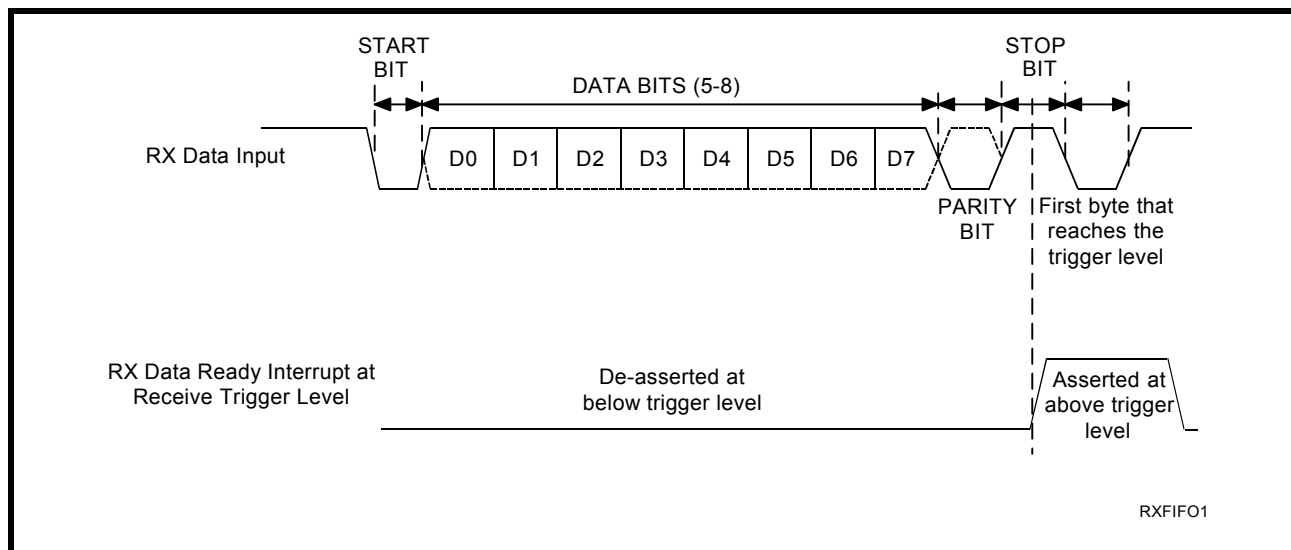 START
BIT
STOP
BIT
DATA BITS (5-8)
RX Data Input
D0 D1 D2 D3 D4 D5 D6 D7
PARITY
BIT
First byte that
reaches the
trigger level
RX Data Ready Interrupt at
Receive Trigger Level
De-asserted at
below trigger level
Asserted at
above trigger
level
RXFIFO1